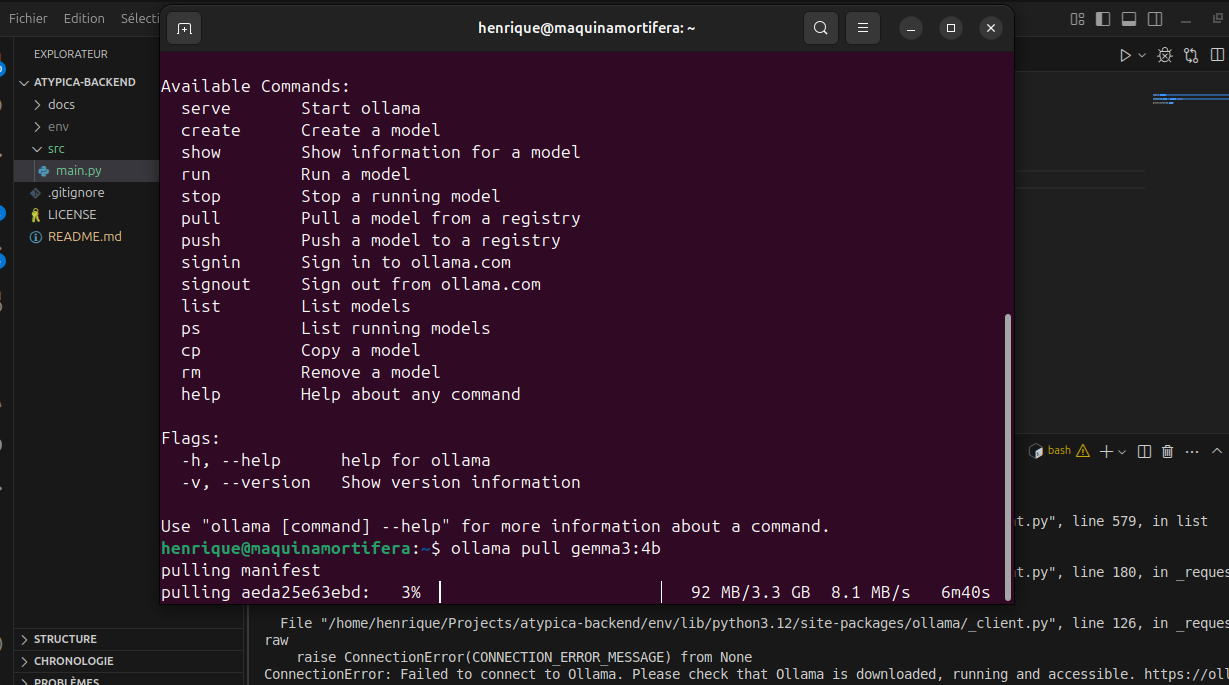 Fichier Edition Sélecti
henrique@maquinamortifera: ~
EXPLORATEUR
ATYPICA-BACKEND
docs
env
src
main.py
.gitignore
LICENSE
README.md
Available Commands:
serve Start ollama
create Create a model
show Show information for a model
run Run a model
stop Stop a running model
pull Pull a model from a registry
push Push a model to a registry
signin Sign in to ollama.com
signout Sign out from ollama.com
list List models
ps List running models
cp Copy a model
rm Remove a model
help Help about any command
Flags:
-h, --help help for ollama
-v, --version Show version information
Use "ollama [command] --help" for more information about a command.
henrique@maquinamortifera:~$ ollama pull gemma3:4b
pulling manifest
pulling aeda25e63ebd: 3% 92 MB/3.3 GB 8.1 MB/s 6m40s
bash
t.py", line 579, in list
t.py", line 180, in _reques
File "/home/henrique/Projects/atypica-backend/env/lib/python3.12/site-packages/ollama/_client.py", line 126, in _reques
raw
raise ConnectionError(CONNECTION_ERROR_MESSAGE) from None
ConnectionError: Failed to connect to Ollama. Please check that Ollama is downloaded, running and accessible. https://oll
STRUCTURE
CHRONOLOGIE
PROBLÈMES